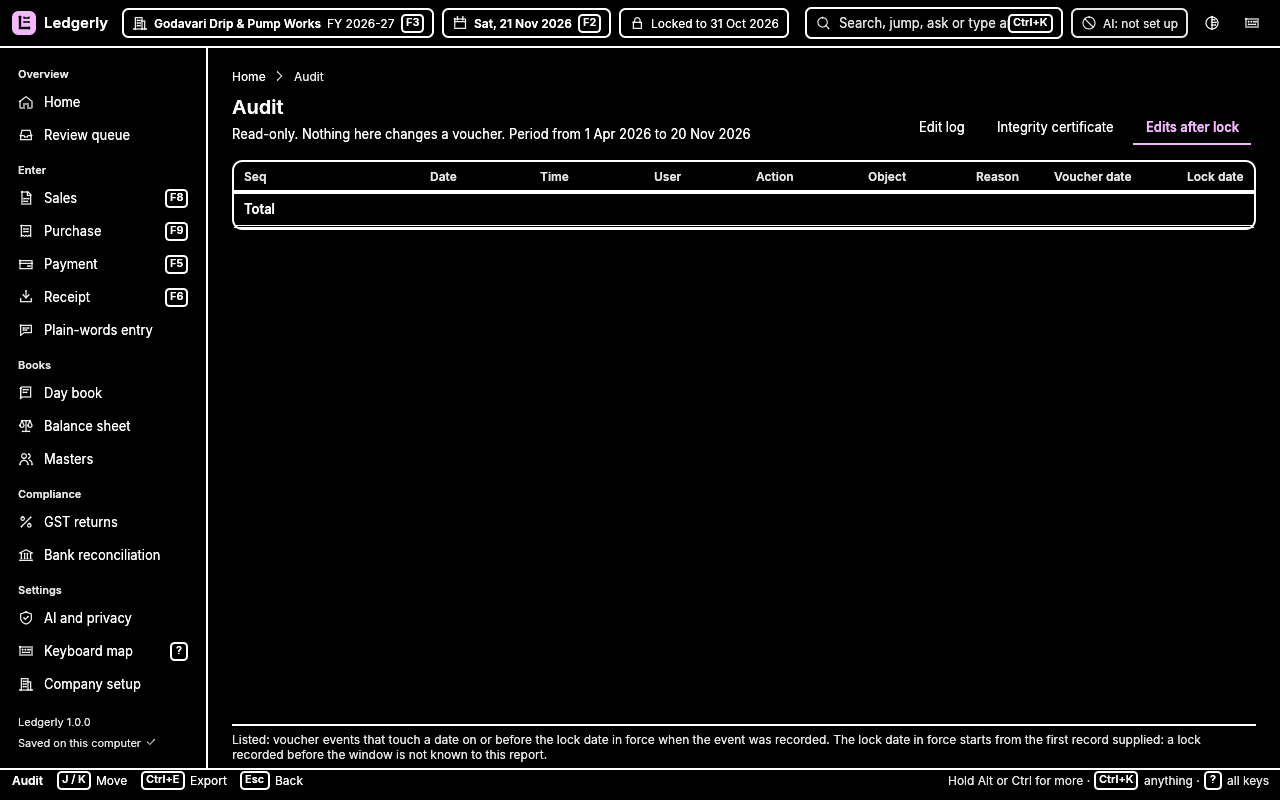 Ledgerly
Godavari Drip & Pump Works FY 2026-27 F3
Sat, 21 Nov 2026 F2
Locked to 31 Oct 2026
Search, jump, ask or type a Ctrl+K
AI: not set up
Overview
Home
Review queue
Enter
Sales F8
Purchase F9
Payment F5
Receipt F6
Plain-words entry
Books
Day book
Balance sheet
Masters
Compliance
GST returns
Bank reconciliation
Settings
AI and privacy
Keyboard map ?
Company setup
Ledgerly 1.0.0
Saved on this computer
Home Audit
Audit
Read-only. Nothing here changes a voucher. Period from 1 Apr 2026 to 20 Nov 2026
Edit log Integrity certificate Edits after lock
Seq Date Time User Action Object Reason Voucher date Lock date
Total
Listed: voucher events that touch a date on or before the lock date in force when the event was recorded. The lock date in force starts from the first record supplied: a lock
recorded before the window is not known to this report.
Audit J / K Move Ctrl+E Export Esc Back
Hold Alt or Ctrl for more · Ctrl+K anything · ? all keys